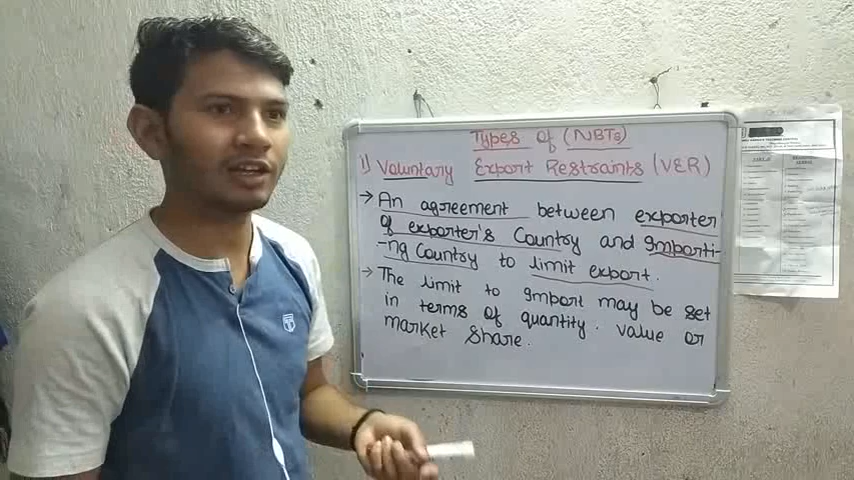 Types of (NBTs)
1) Voluntary Export Restraints (VER)
→ An agreement between exporter
of exporter's Country and Importi-
-ng Country to limit export.
→ The limit to Import may be set
in terms of quantity. value or
market share.